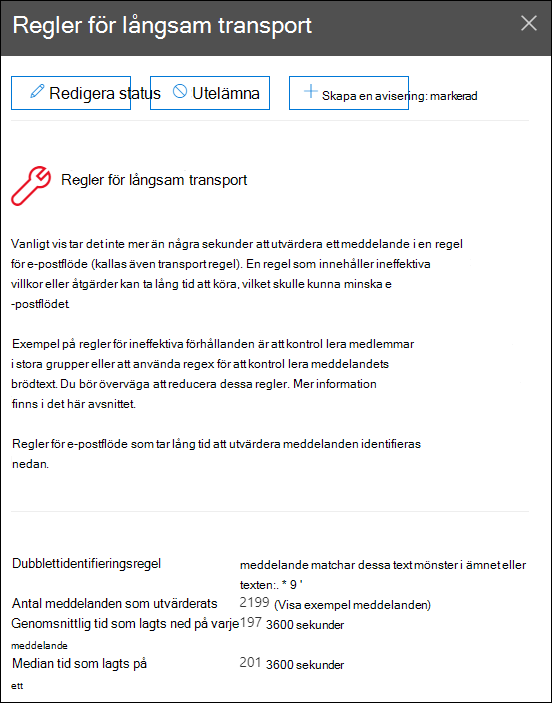 Regler för långsam transport
Redigera status
Utelämna
Skapa en avisering: markerad
Regler för långsam transport
Vanligt vis tar det inte mer än några sekunder att utvärdera ett meddelande i en regel
för e-postflöde (kallas även transport regel). En regel som innehåller ineffektiva
villkor eller åtgärder kan ta lång tid att köra, vilket skulle kunna minska e
-postflödet.
Exempel på regler för ineffektiva förhållanden är att kontrol lera medlemmar
i stora grupper eller att använda regex för att kontrol lera meddelandets
brödtext. Du bör överväga att reducera dessa regler. Mer information
finns i det här avsnittet.
Regler för e-postflöde som tar lång tid att utvärdera meddelanden identifieras
nedan.
Dubblettidentifieringsregel meddelande matchar dessa text mönster i ämnet eller
texten:. * 9 '
Antal meddelanden som utvärderats 2199 (Visa exempel meddelanden)
Genomsnittlig tid som lagts ned på varje 197 3600 sekunder
meddelande
Median tid som lagts på 201 3600 sekunder
ett